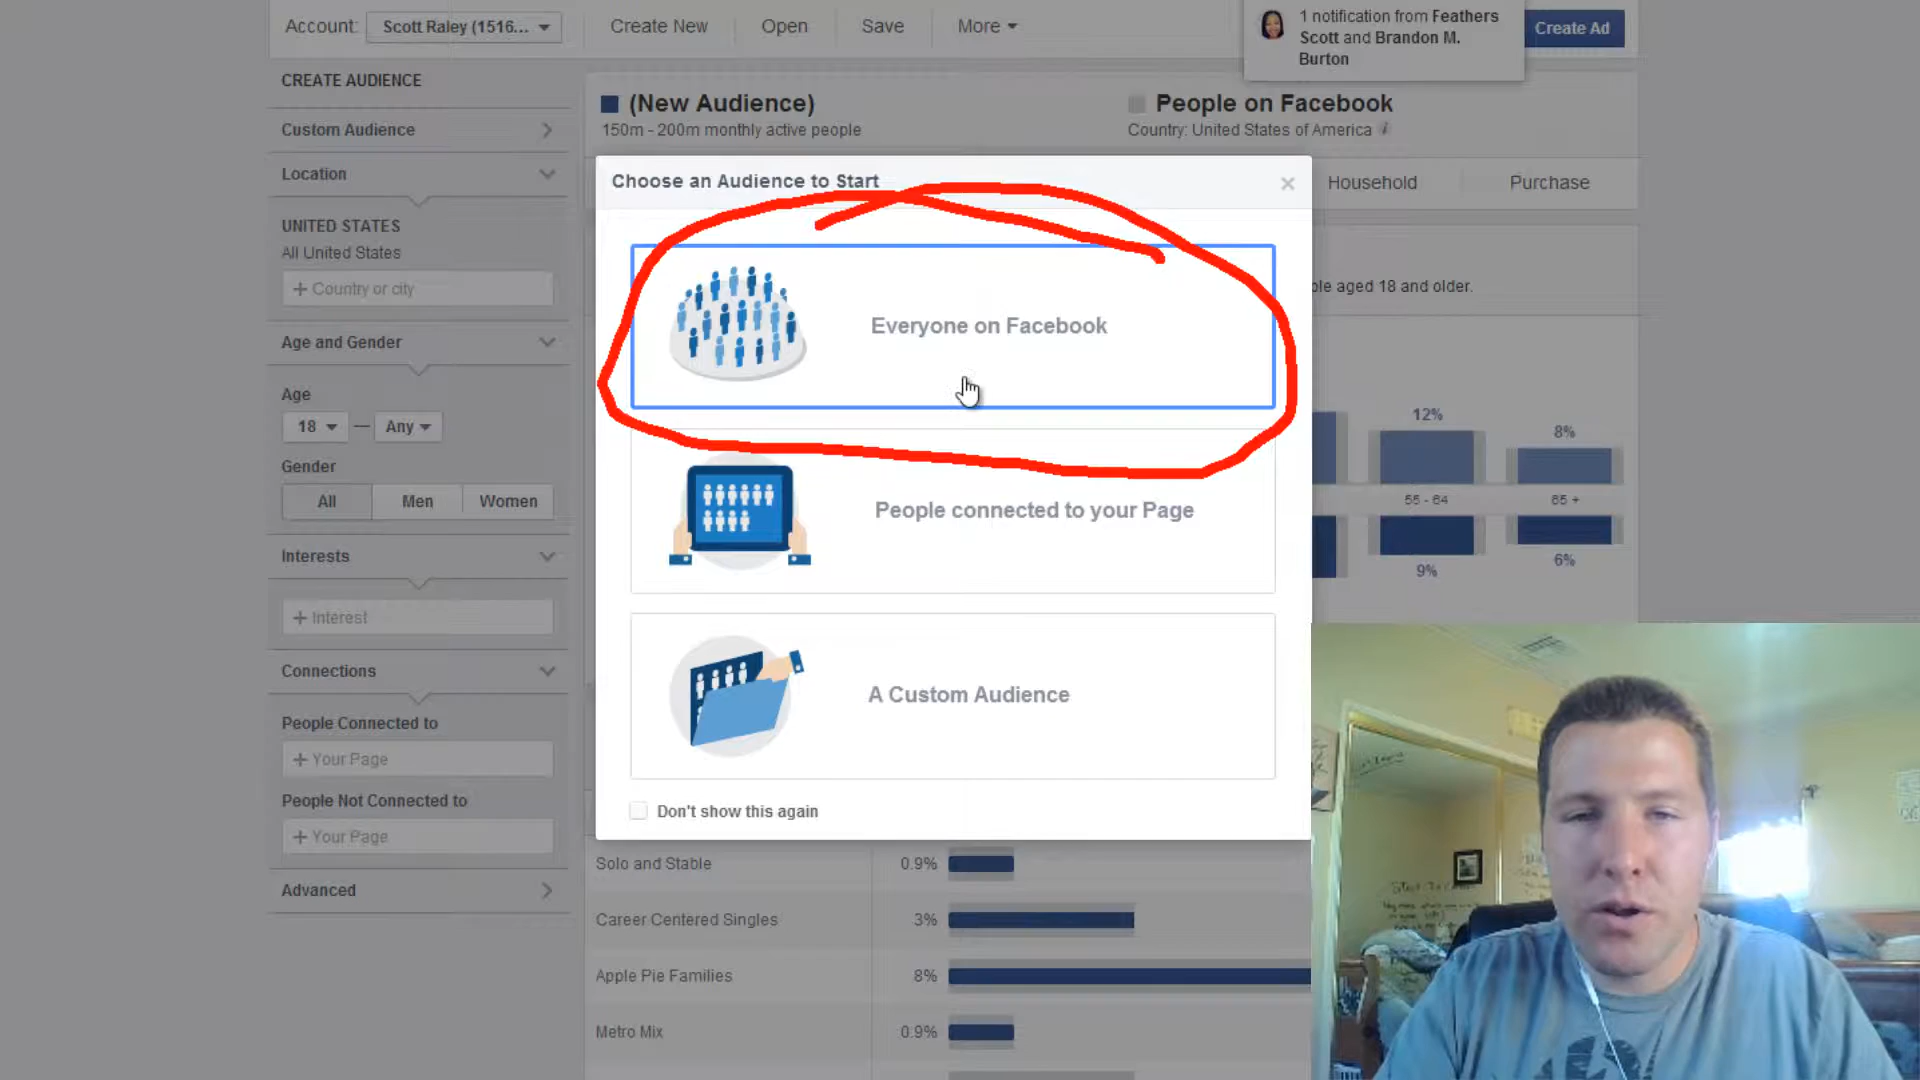 Account: Scott Raley (1516... Create New Open Save More
1 notification from Feathers
Scott and Brandon M.
Burton
Create Ad
CREATE AUDIENCE
Custom Audience
Location
UNITED STATES
All United States
+ Country or city
Age and Gender
Age
18 — Any
Gender
All Men Women
Interests
+ Interest
Connections
People Connected to
+ Your Page
People Not Connected to
+ Your Page
Advanced
(New Audience)
150m - 200m monthly active people
People on Facebook
Country: United States of America i
Household Purchase
Choose an Audience to Start ×
Everyone on Facebook
People connected to your Page
A Custom Audience
Don't show this again
ple aged 18 and older.
12% 8%
55 - 64 65 +
9% 6%
Solo and Stable 0.9%
Career Centered Singles 3%
Apple Pie Families 8%
Metro Mix 0.9%